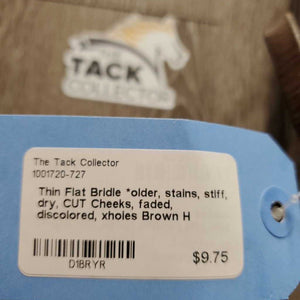 THE
TACK
COLLECTOR
The Tack Collector
1001720-727
Thin Flat Bridle *older, stains, stiff,
dry, CUT Cheeks, faded,
discolored, xholes Brown H
D1BRYR
$9.75